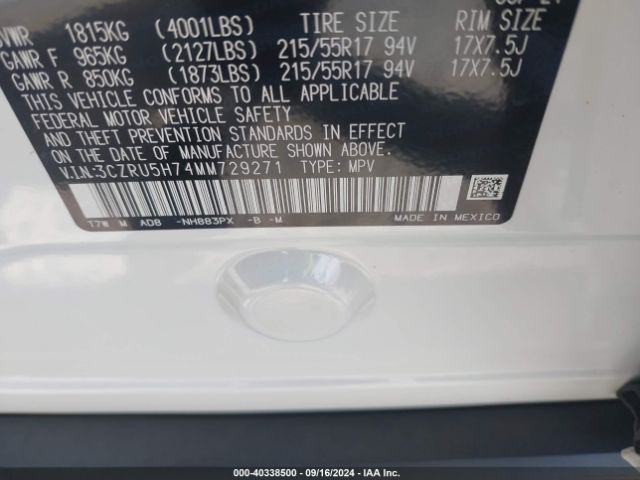 GVWR 1815KG (4001LBS) TIRE SIZE RIM SIZE
GAWR F 965KG (2127LBS) 215/55R17 94V 17X7.5J
GAWR R 850KG (1873LBS) 215/55R17 94V 17X7.5J
THIS VEHICLE CONFORMS TO ALL APPLICABLE
FEDERAL MOTOR VEHICLE SAFETY
AND THEFT PREVENTION STANDARDS IN EFFECT
ON THE DATE OF MANUFACTURE SHOWN ABOVE.
V.I.N:3CZRU5H74MM729271 TYPE: MPV
T7W M ADB -NH883PX -B -M MADE IN MEXICO
000-40338500 | 09/16/2024 | IAA Inc.